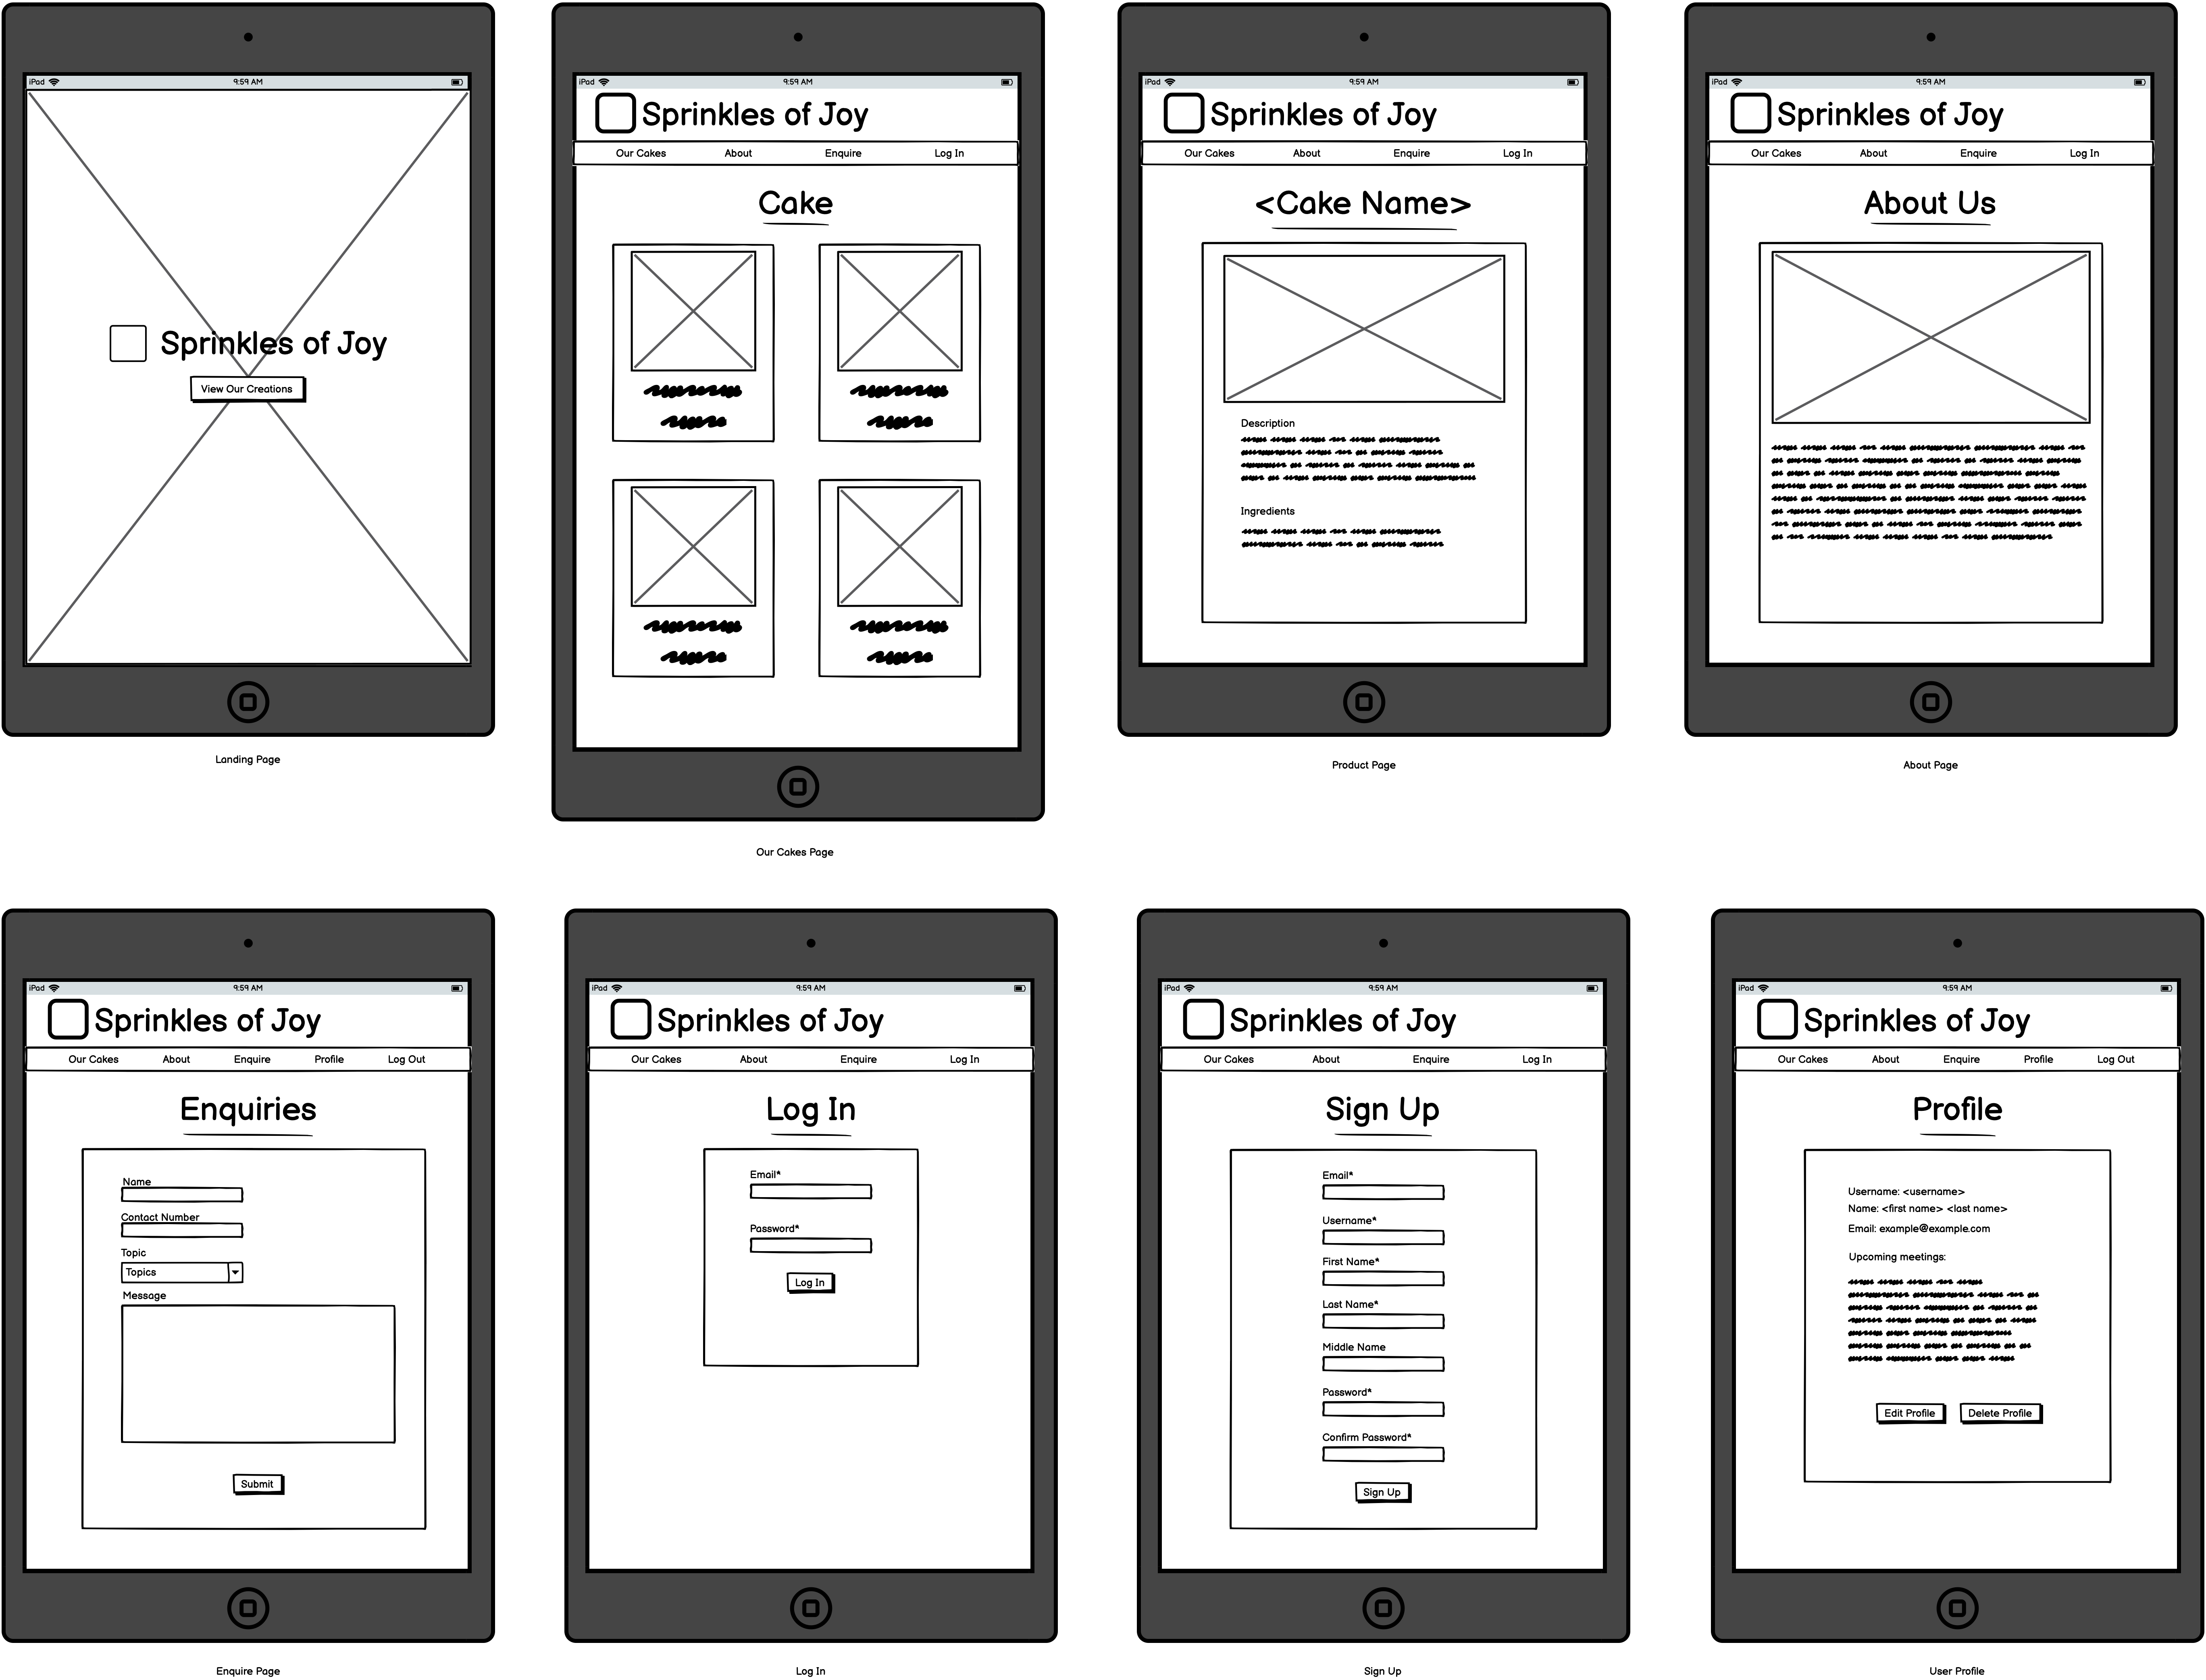 iPad 9:59 AM
Sprinkles of Joy
View Our Creations
Landing Page
iPad 9:59 AM
Sprinkles of Joy
Our Cakes About Enquire Log In
Cake
Our Cakes Page
iPad 9:59 AM
Sprinkles of Joy
Our Cakes About Enquire Log In
<Cake Name>
Description
Ingredients
Product Page
iPad 9:59 AM
Sprinkles of Joy
Our Cakes About Enquire Log In
About Us
About Page
iPad 9:59 AM
Sprinkles of Joy
Our Cakes About Enquire Profile Log Out
Enquiries
Name
Contact Number
Topic
Topics
Message
Submit
Enquire Page
iPad 9:59 AM
Sprinkles of Joy
Our Cakes About Enquire Log In
Log In
Email*
Password*
Log In
Log In
iPad 9:59 AM
Sprinkles of Joy
Our Cakes About Enquire Log In
Sign Up
Email*
Username*
First Name*
Last Name*
Middle Name
Password*
Confirm Password*
Sign Up
Sign Up
iPad 9:59 AM
Sprinkles of Joy
Our Cakes About Enquire Profile Log Out
Profile
Username: <username>
Name: <first name> <last name>
Email: example@example.com
Upcoming meetings:
Edit Profile Delete Profile
User Profile